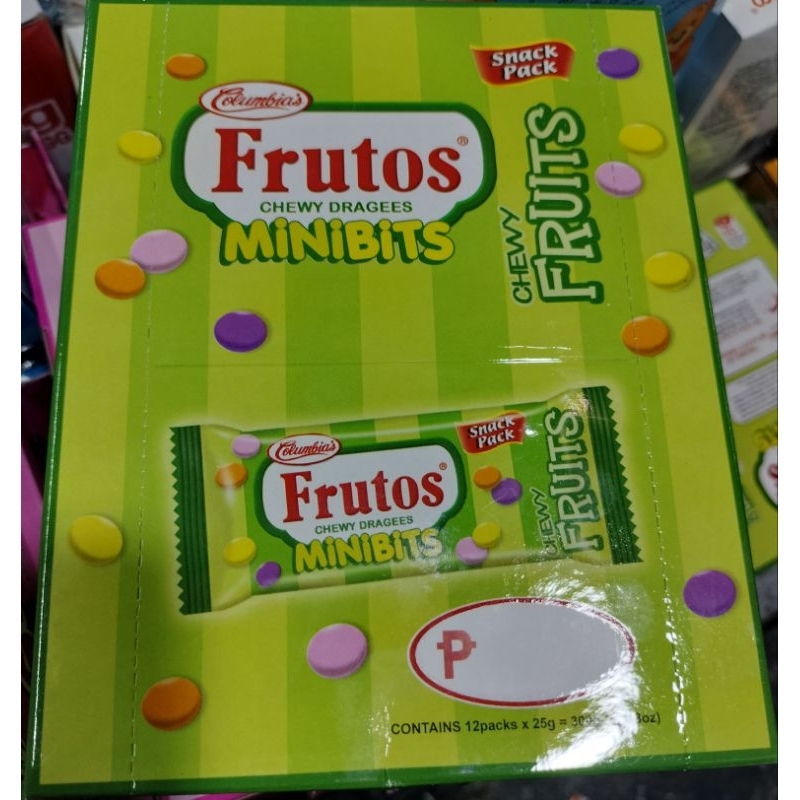 Snack
Pack
Columbia's
Frutos®
CHEWY DRAGEES
MiNiBiTS
CHEWY
FRUITS
Columbia's
Snack
Pack
Frutos®
CHEWY DRAGEES
MiNiBiTS
CHEWY
FRUITS
₱
CONTAINS 12packs x 25g =